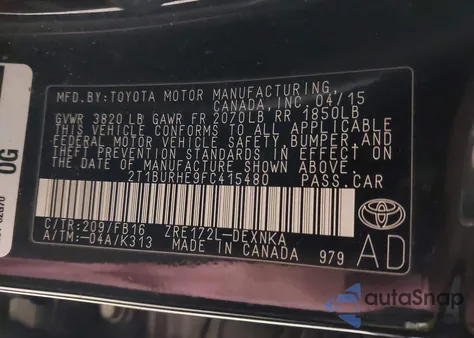 MFD.BY:TOYOTA MOTOR MANUFACTURING,
CANADA,INC. 04/15
GVWR 3820 LB GAWR FR 2070LB RR 1850LB
THIS VEHICLE CONFORMS TO ALL APPLICABLE
FEDERAL MOTOR VEHICLE SAFETY, BUMPER, AND
THEFT PREVENTION STANDARDS IN EFFECT ON
THE DATE OF MANUFACTURE SHOWN ABOVE.
2T1BURHE9FC415480 PASS.CAR
C/TR:209/FB16 ZRE172L-DEXNKA
A/TM:-04A/K313 MADE IN CANADA 979
AD
0G
autoSnap